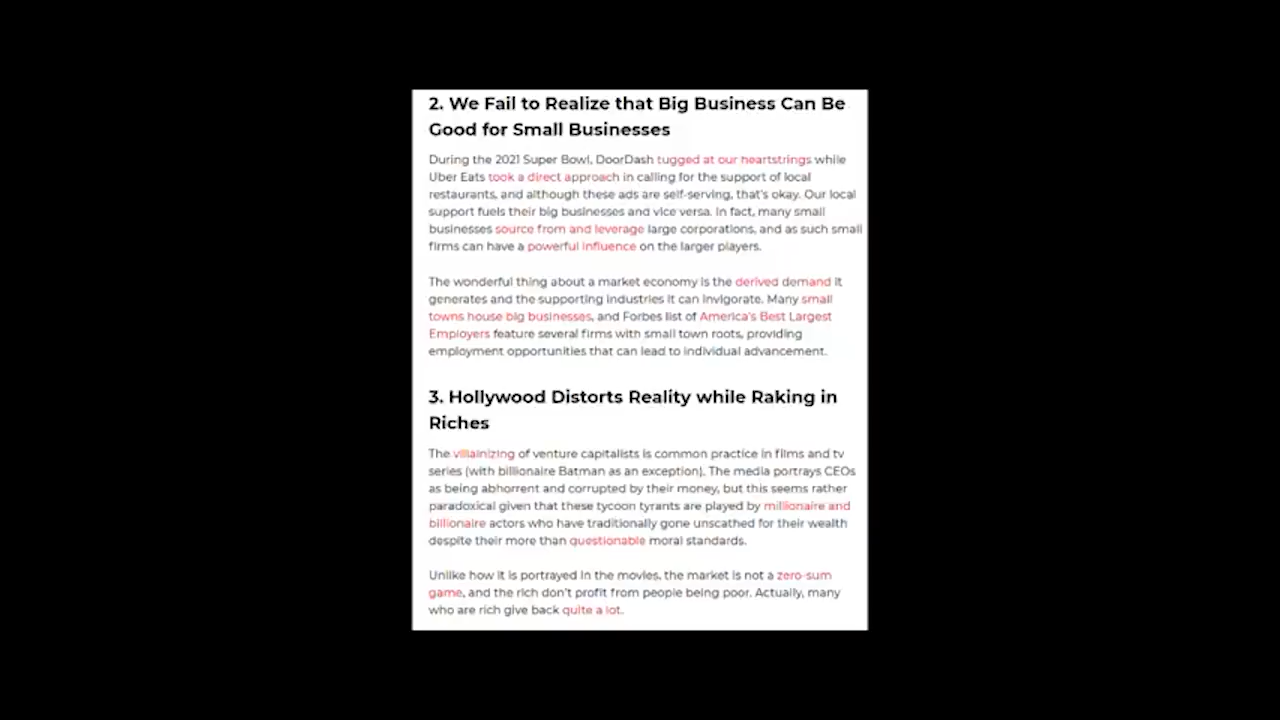 2. We Fail to Realize that Big Business Can Be
Good for Small Businesses
During the 2021 Super Bowl, DoorDash tugged at our heartstrings while
Uber Eats took a direct approach in calling for the support of local
restaurants, and although these ads are self-serving, that's okay. Our local
support fuels their big businesses and vice versa. In fact, many small
businesses source from and leverage large corporations, and as such small
firms can have a powerful influence on the larger players.
The wonderful thing about a market economy is the derived demand it
generates and the supporting industries it can invigorate. Many small
towns house big businesses, and Forbes list of America's Best Largest
Employers feature several firms with small town roots, providing
employment opportunities that can lead to individual advancement.
3. Hollywood Distorts Reality while Raking in
Riches
The villainizing of venture capitalists is common practice in films and tv
series (with billionaire Batman as an exception). The media portrays CEOs
as being abhorrent and corrupted by their money, but this seems rather
paradoxical given that these tycoon tyrants are played by millionaire and
billionaire actors who have traditionally gone unscathed for their wealth
despite their more than questionable moral standards.
Unlike how it is portrayed in the movies, the market is not a zero-sum
game, and the rich don't profit from people being poor. Actually, many
who are rich give back quite a lot.